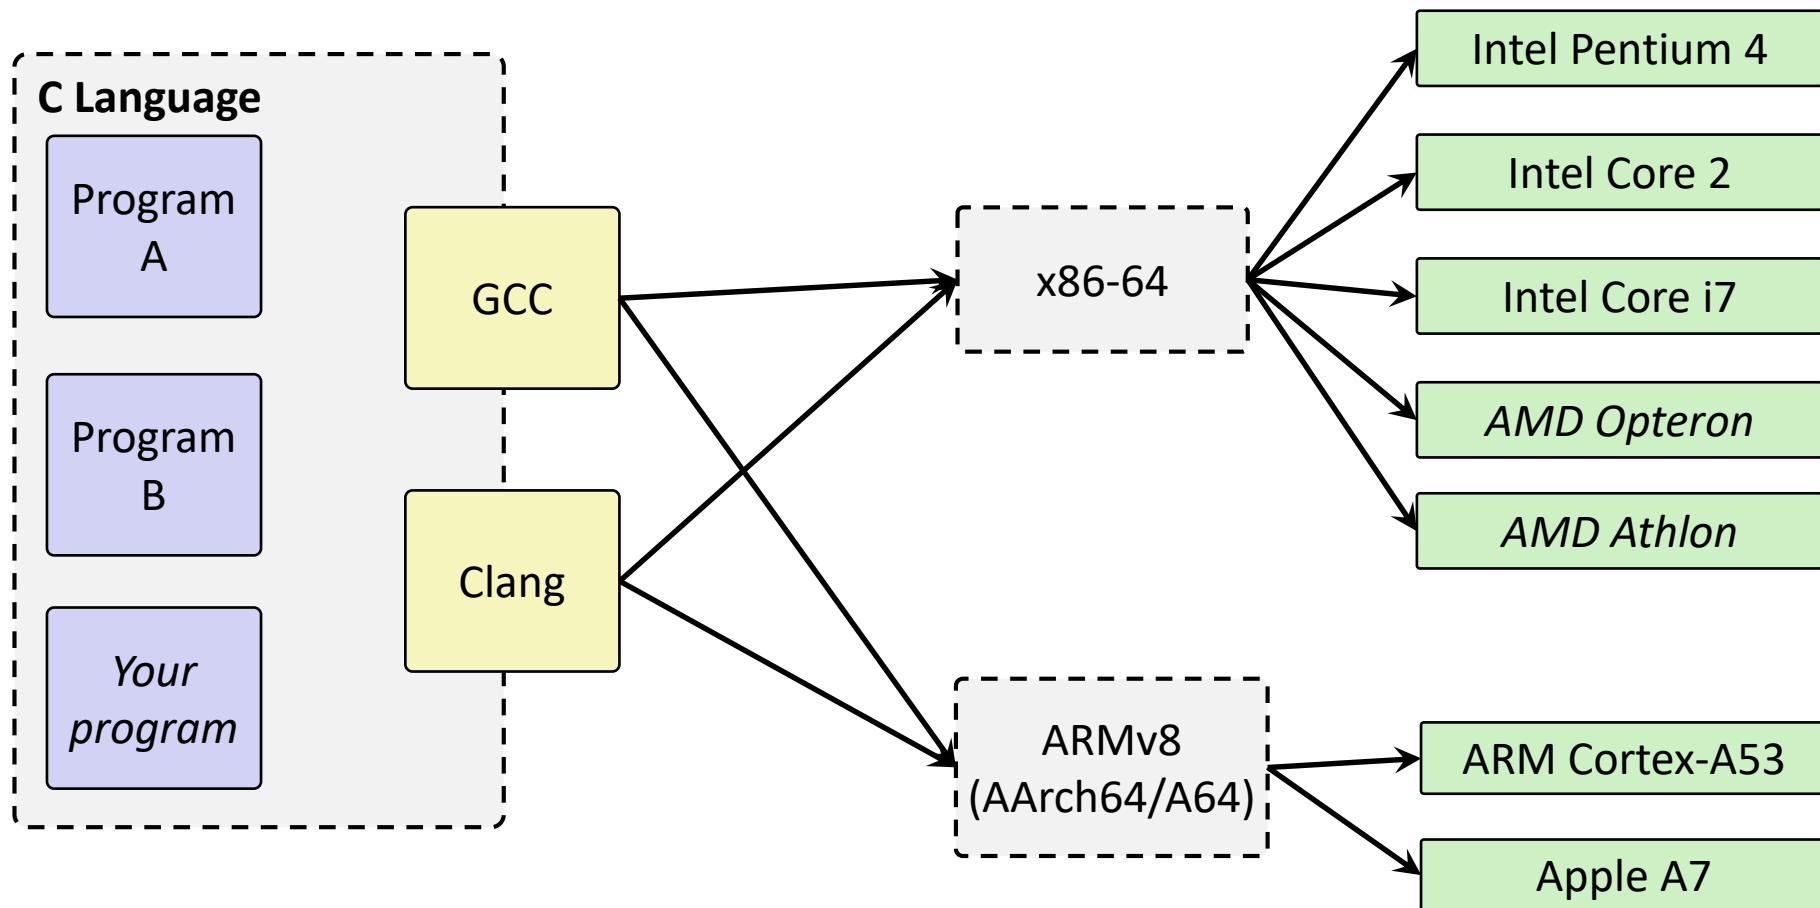 C Language
Program
A
Program
B
Your
program
GCC
Clang
x86-64
ARMv8
(AArch64/A64)
Intel Pentium 4
Intel Core 2
Intel Core i7
AMD Opteron
AMD Athlon
ARM Cortex-A53
Apple A7